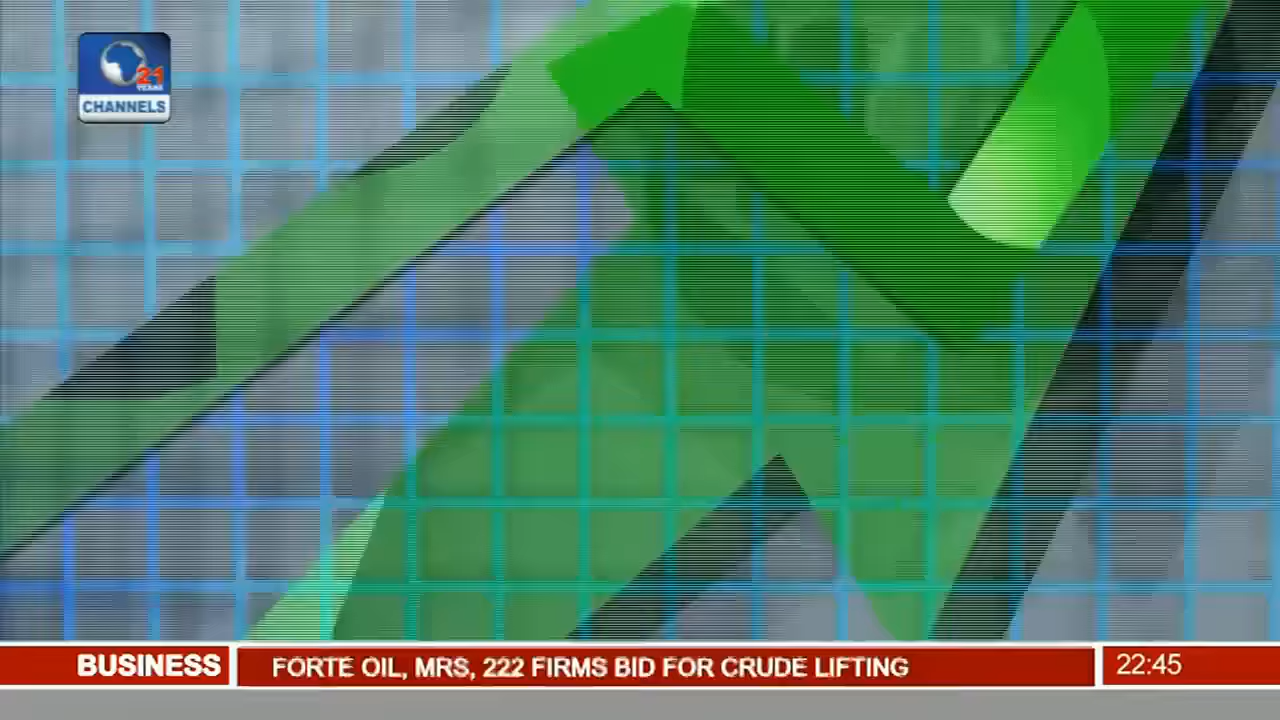 21
YEARS
CHANNELS
BUSINESS
FORTE OIL, MRS, 222 FIRMS BID FOR CRUDE LIFTING
22:45